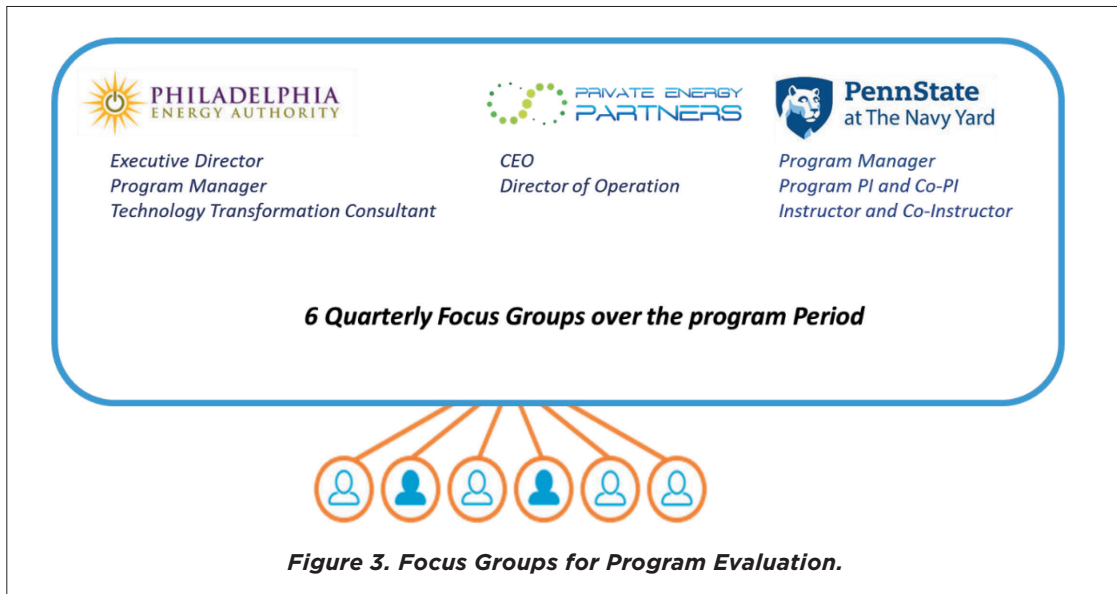 PHILADELPHIA
ENERGY AUTHORITY
Executive Director
Program Manager
Technology Transformation Consultant
PRIVATE ENERGY
PARTNERS
CEO
Director of Operation
PennState
at The Navy Yard
Program Manager
Program PI and Co-PI
Instructor and Co-Instructor
6 Quarterly Focus Groups over the program Period
Figure 3. Focus Groups for Program Evaluation.